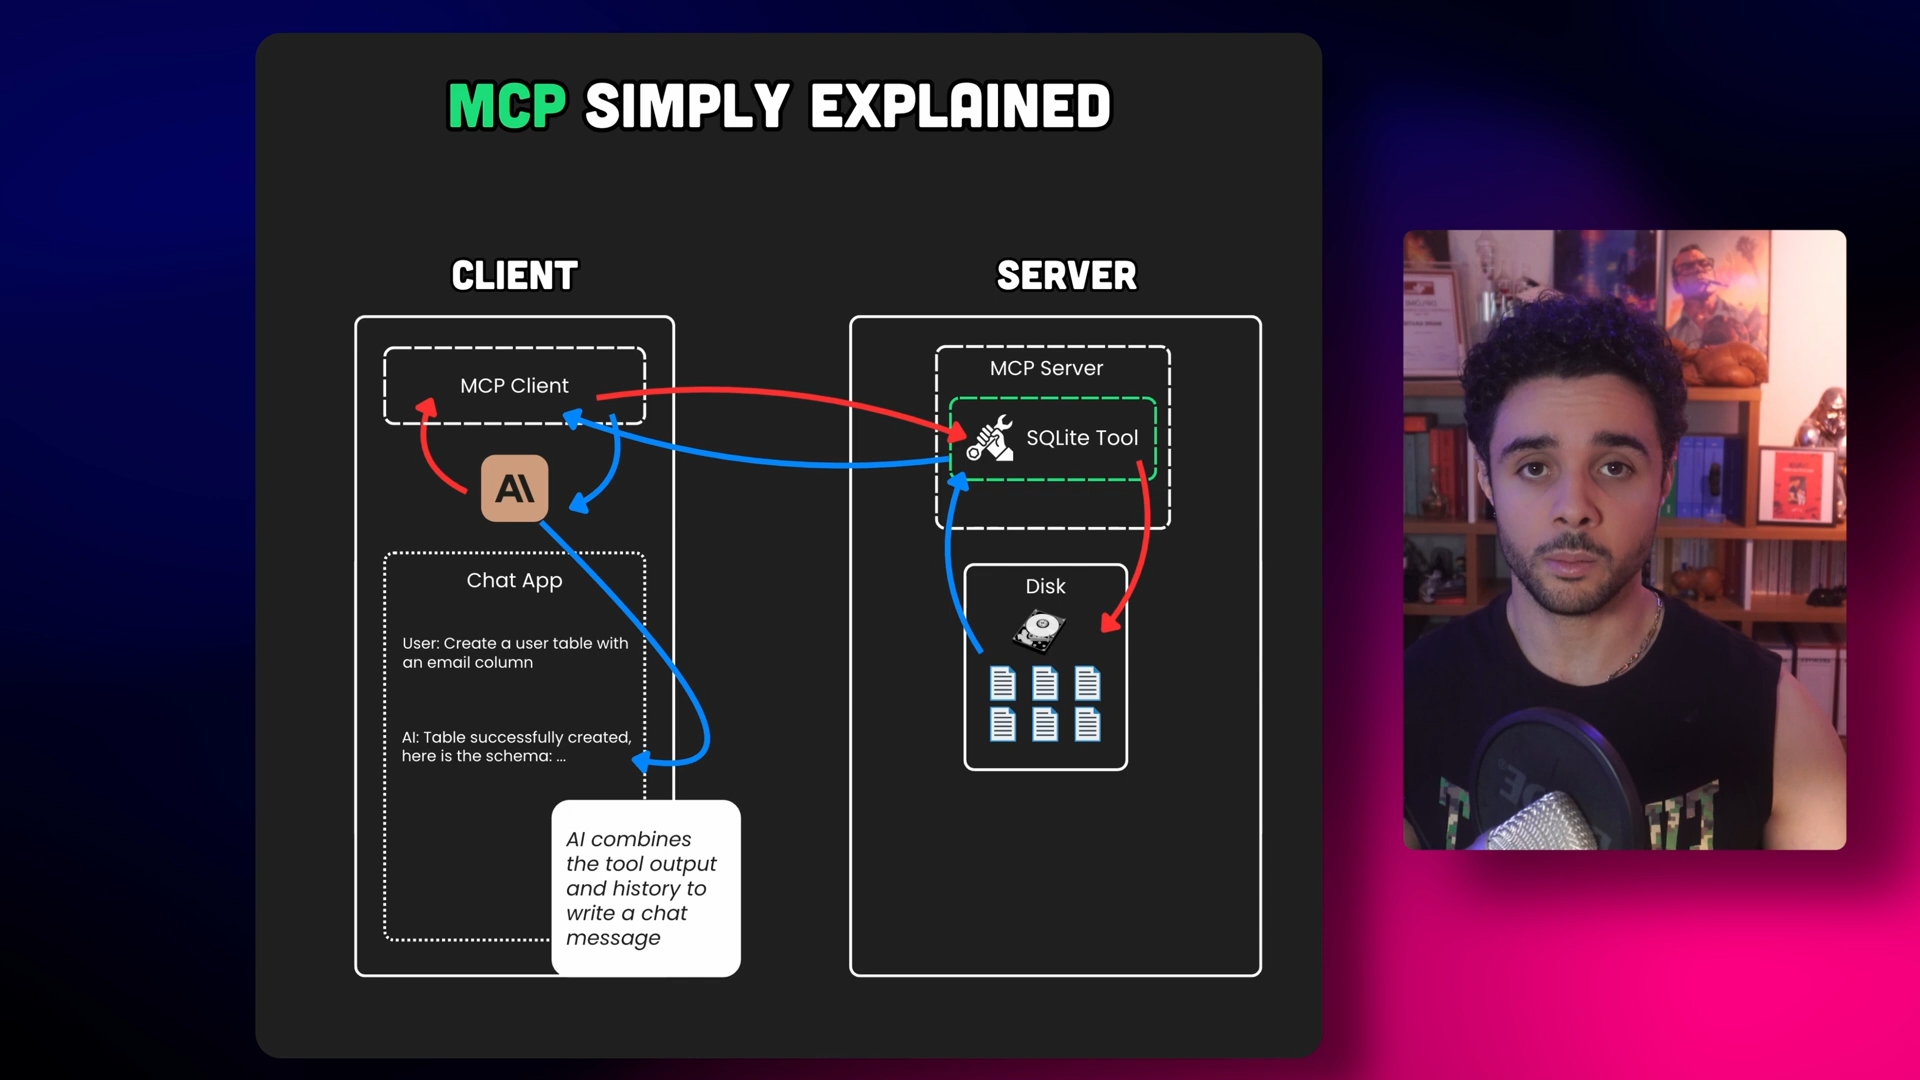 MCP SIMPLY EXPLAINED
CLIENT
MCP Client
A\
Chat App
User: Create a user table with
an email column
AI: Table successfully created,
here is the schema: ...
AI combines
the tool output
and history to
write a chat
message
SERVER
MCP Server
SQLite Tool
Disk